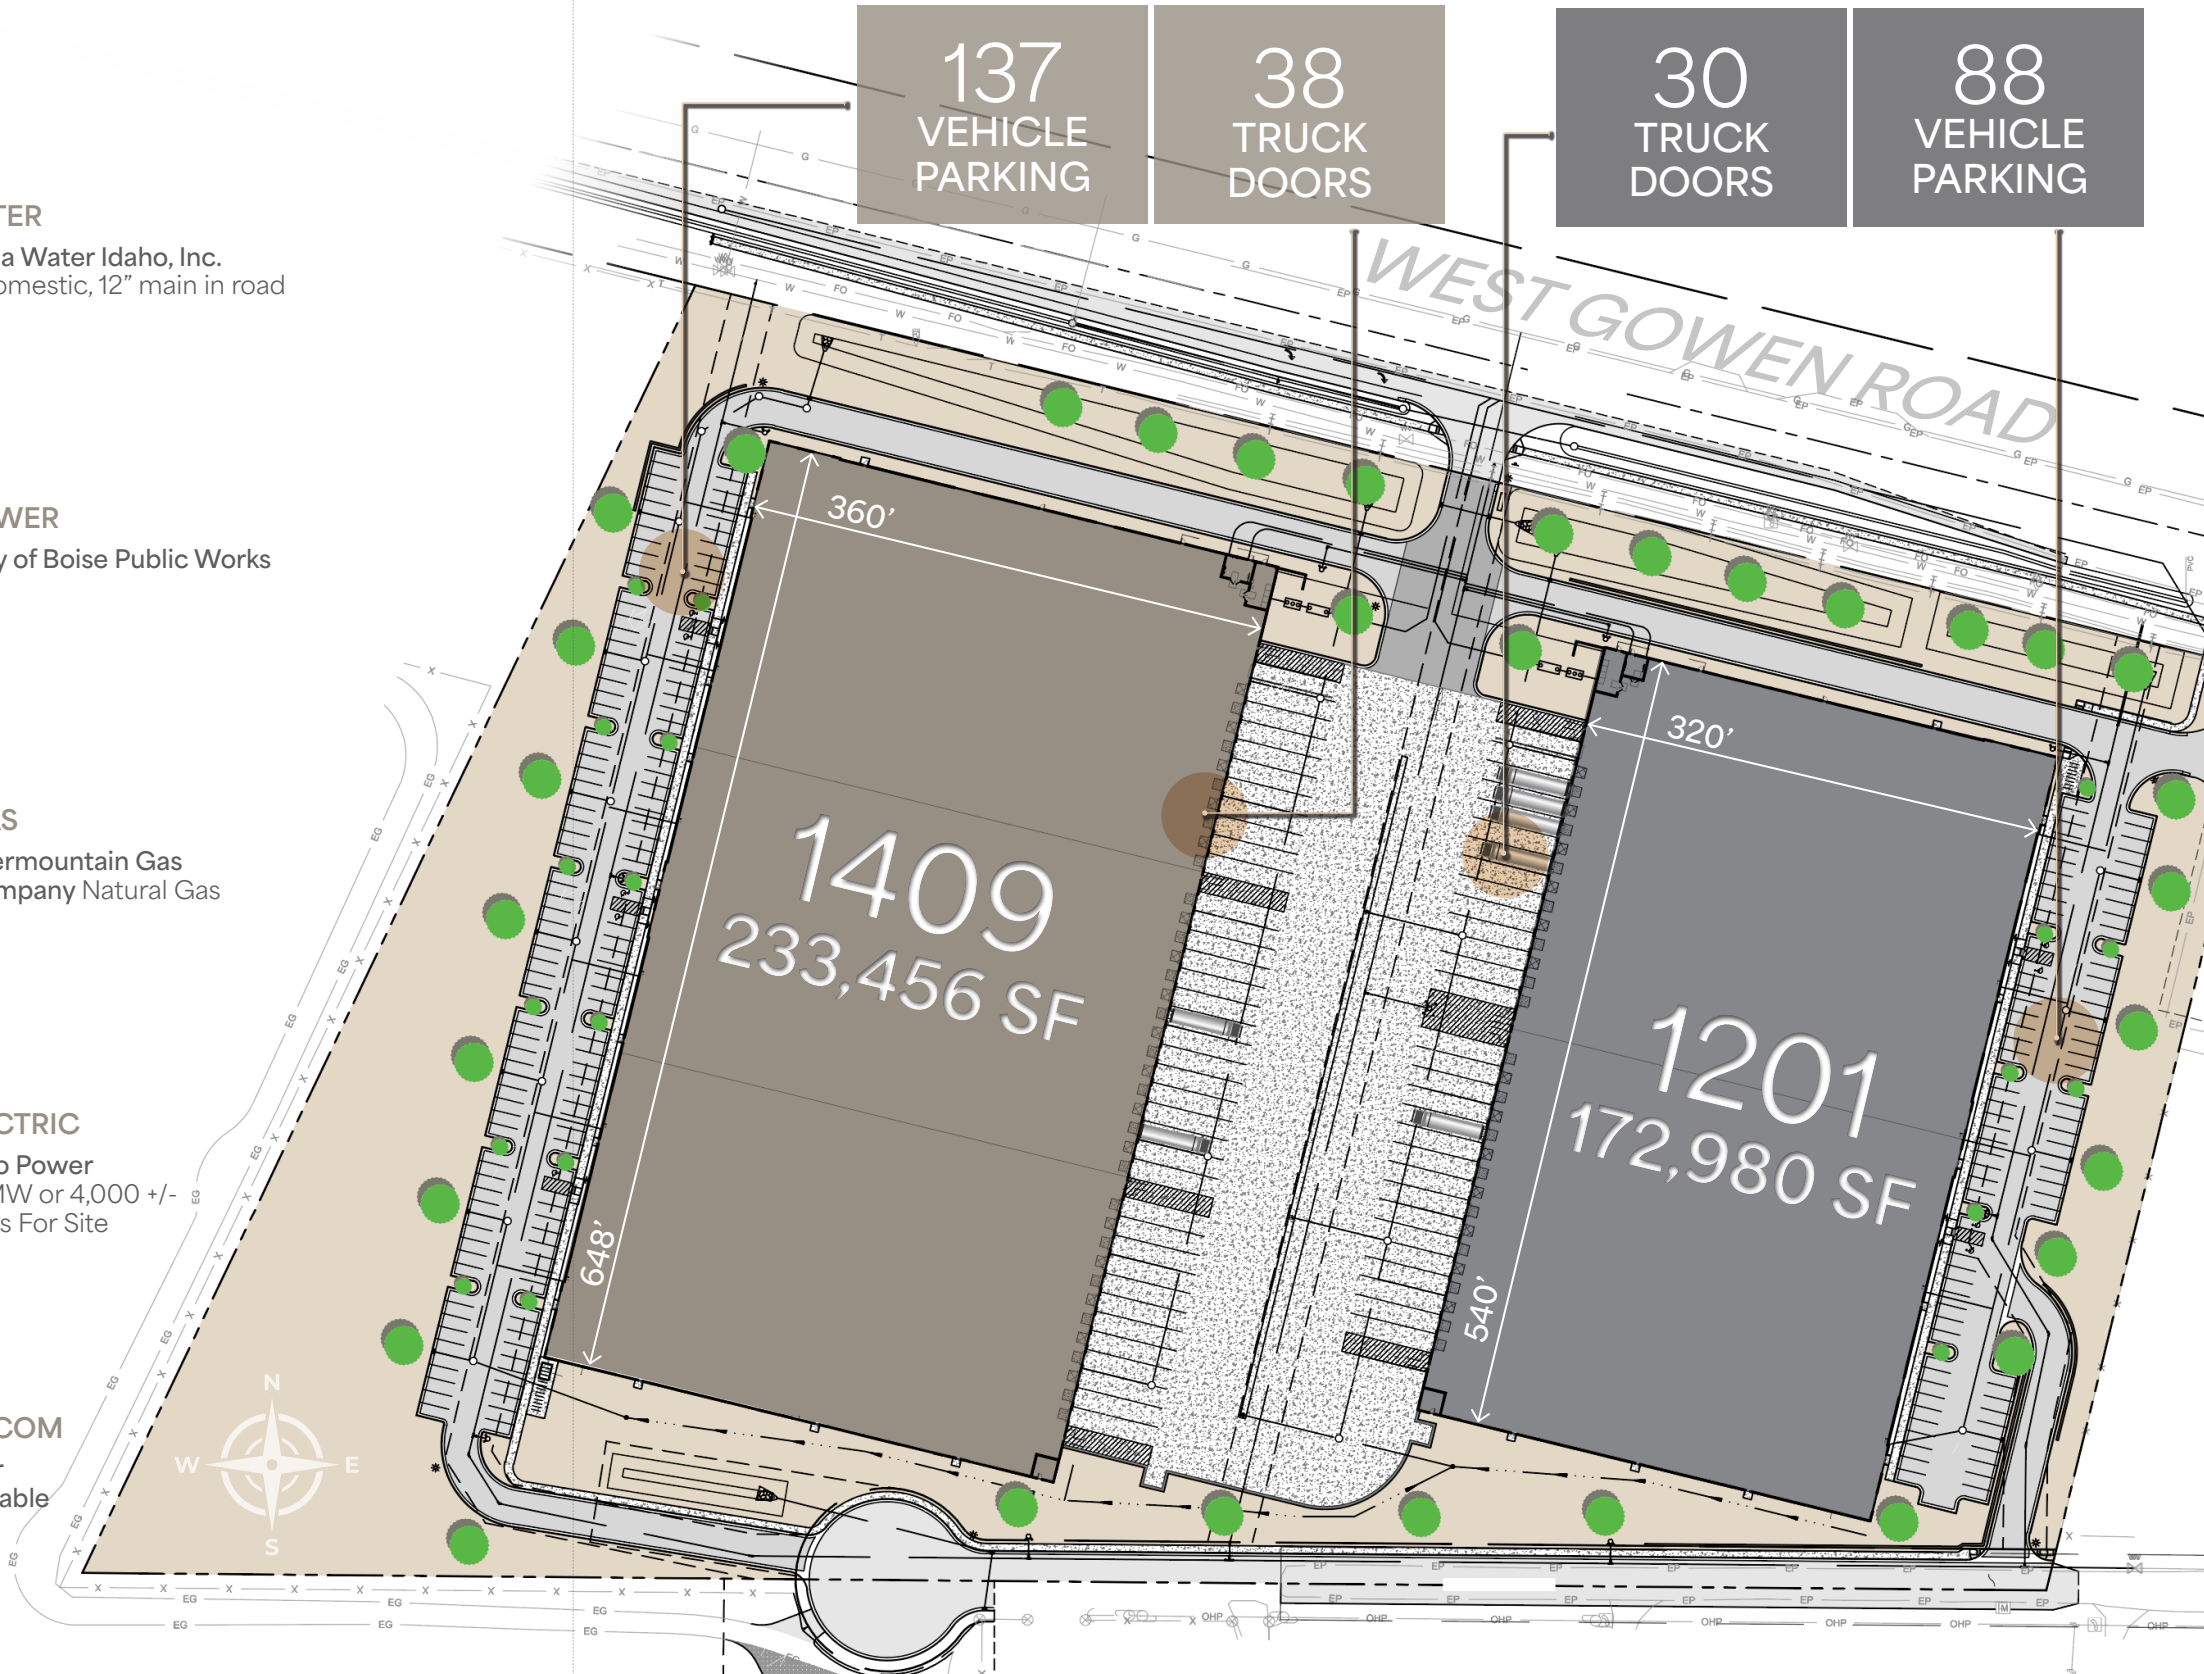 137
VEHICLE
PARKING
38
TRUCK
DOORS
30
TRUCK
DOORS
88
VEHICLE
PARKING
WEST GOWEN ROAD
TER
a Water Idaho, Inc.
omestic, 12” main in road
WER
y of Boise Public Works
AS
ermountain Gas
mpany Natural Gas
CTRIC
o Power
MW or 4,000 +/-
s For Site
COM
r
able
360’
648’
1409
233,456 SF
320’
540’
1201
172,980 SF
N
W E
S